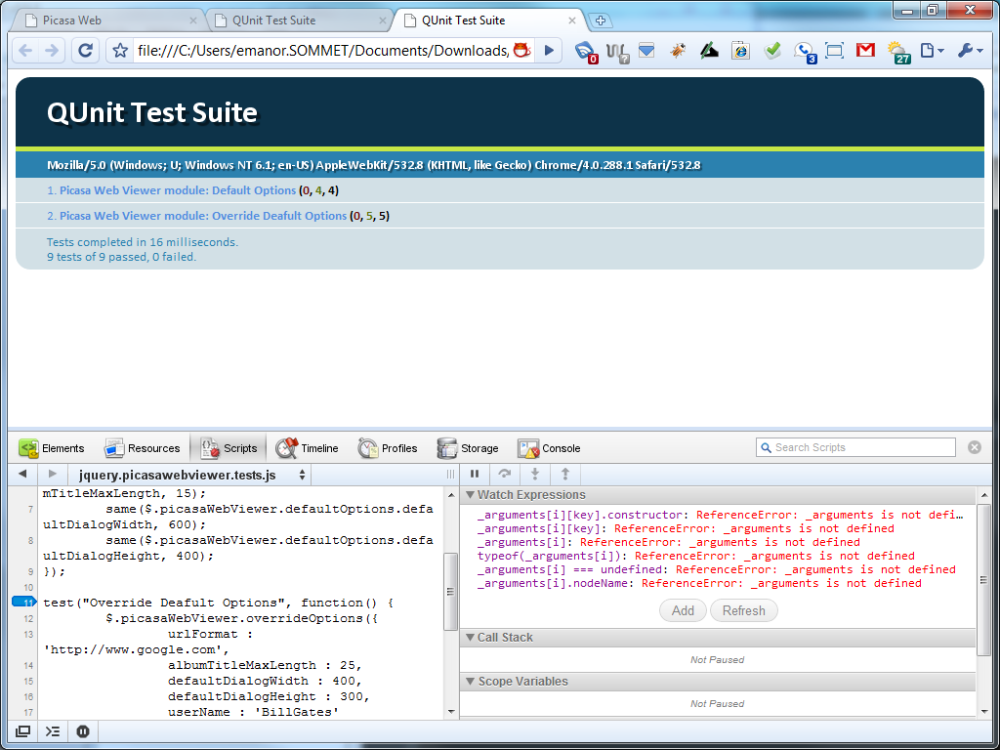 Picasa Web
QUnit Test Suite
QUnit Test Suite
file:///C:/Users/emanor.SOMMET/Documents/Downloads,
0
?
3
27
QUnit Test Suite
Mozilla/5.0 (Windows; U; Windows NT 6.1; en-US) AppleWebKit/532.8 (KHTML, like Gecko) Chrome/4.0.288.1 Safari/532.8
1. Picasa Web Viewer module: Default Options (0, 4, 4)
2. Picasa Web Viewer module: Override Deafult Options (0, 5, 5)
Tests completed in 16 milliseconds.
9 tests of 9 passed, 0 failed.
Elements
Resources
Scripts
Timeline
Profiles
Storage
Console
Search Scripts
jquery.picasawebviewer.tests.js
mTitleMaxLength, 15);
7 same($.picasaWebViewer.defaultOptions.defa
ultDialogWidth, 600);
8 same($.picasaWebViewer.defaultOptions.defa
ultDialogHeight, 400);
9 });
10
11 test("Override Deafult Options", function() {
12 $.picasaWebViewer.overrideOptions({
13 urlFormat :
'http://www.google.com',
14 albumTitleMaxLength : 25,
15 defaultDialogWidth : 400,
16 defaultDialogHeight : 300,
17 userName : 'BillGates'
Watch Expressions
_arguments[i][key].constructor: ReferenceError: _arguments is not defi…
_arguments[i][key]: ReferenceError: _arguments is not defined
_arguments[i]: ReferenceError: _arguments is not defined
typeof(_arguments[i]): ReferenceError: _arguments is not defined
_arguments[i] === undefined: ReferenceError: _arguments is not defined
_arguments[i].nodeName: ReferenceError: _arguments is not defined
Add
Refresh
Call Stack
Not Paused
Scope Variables
Not Paused